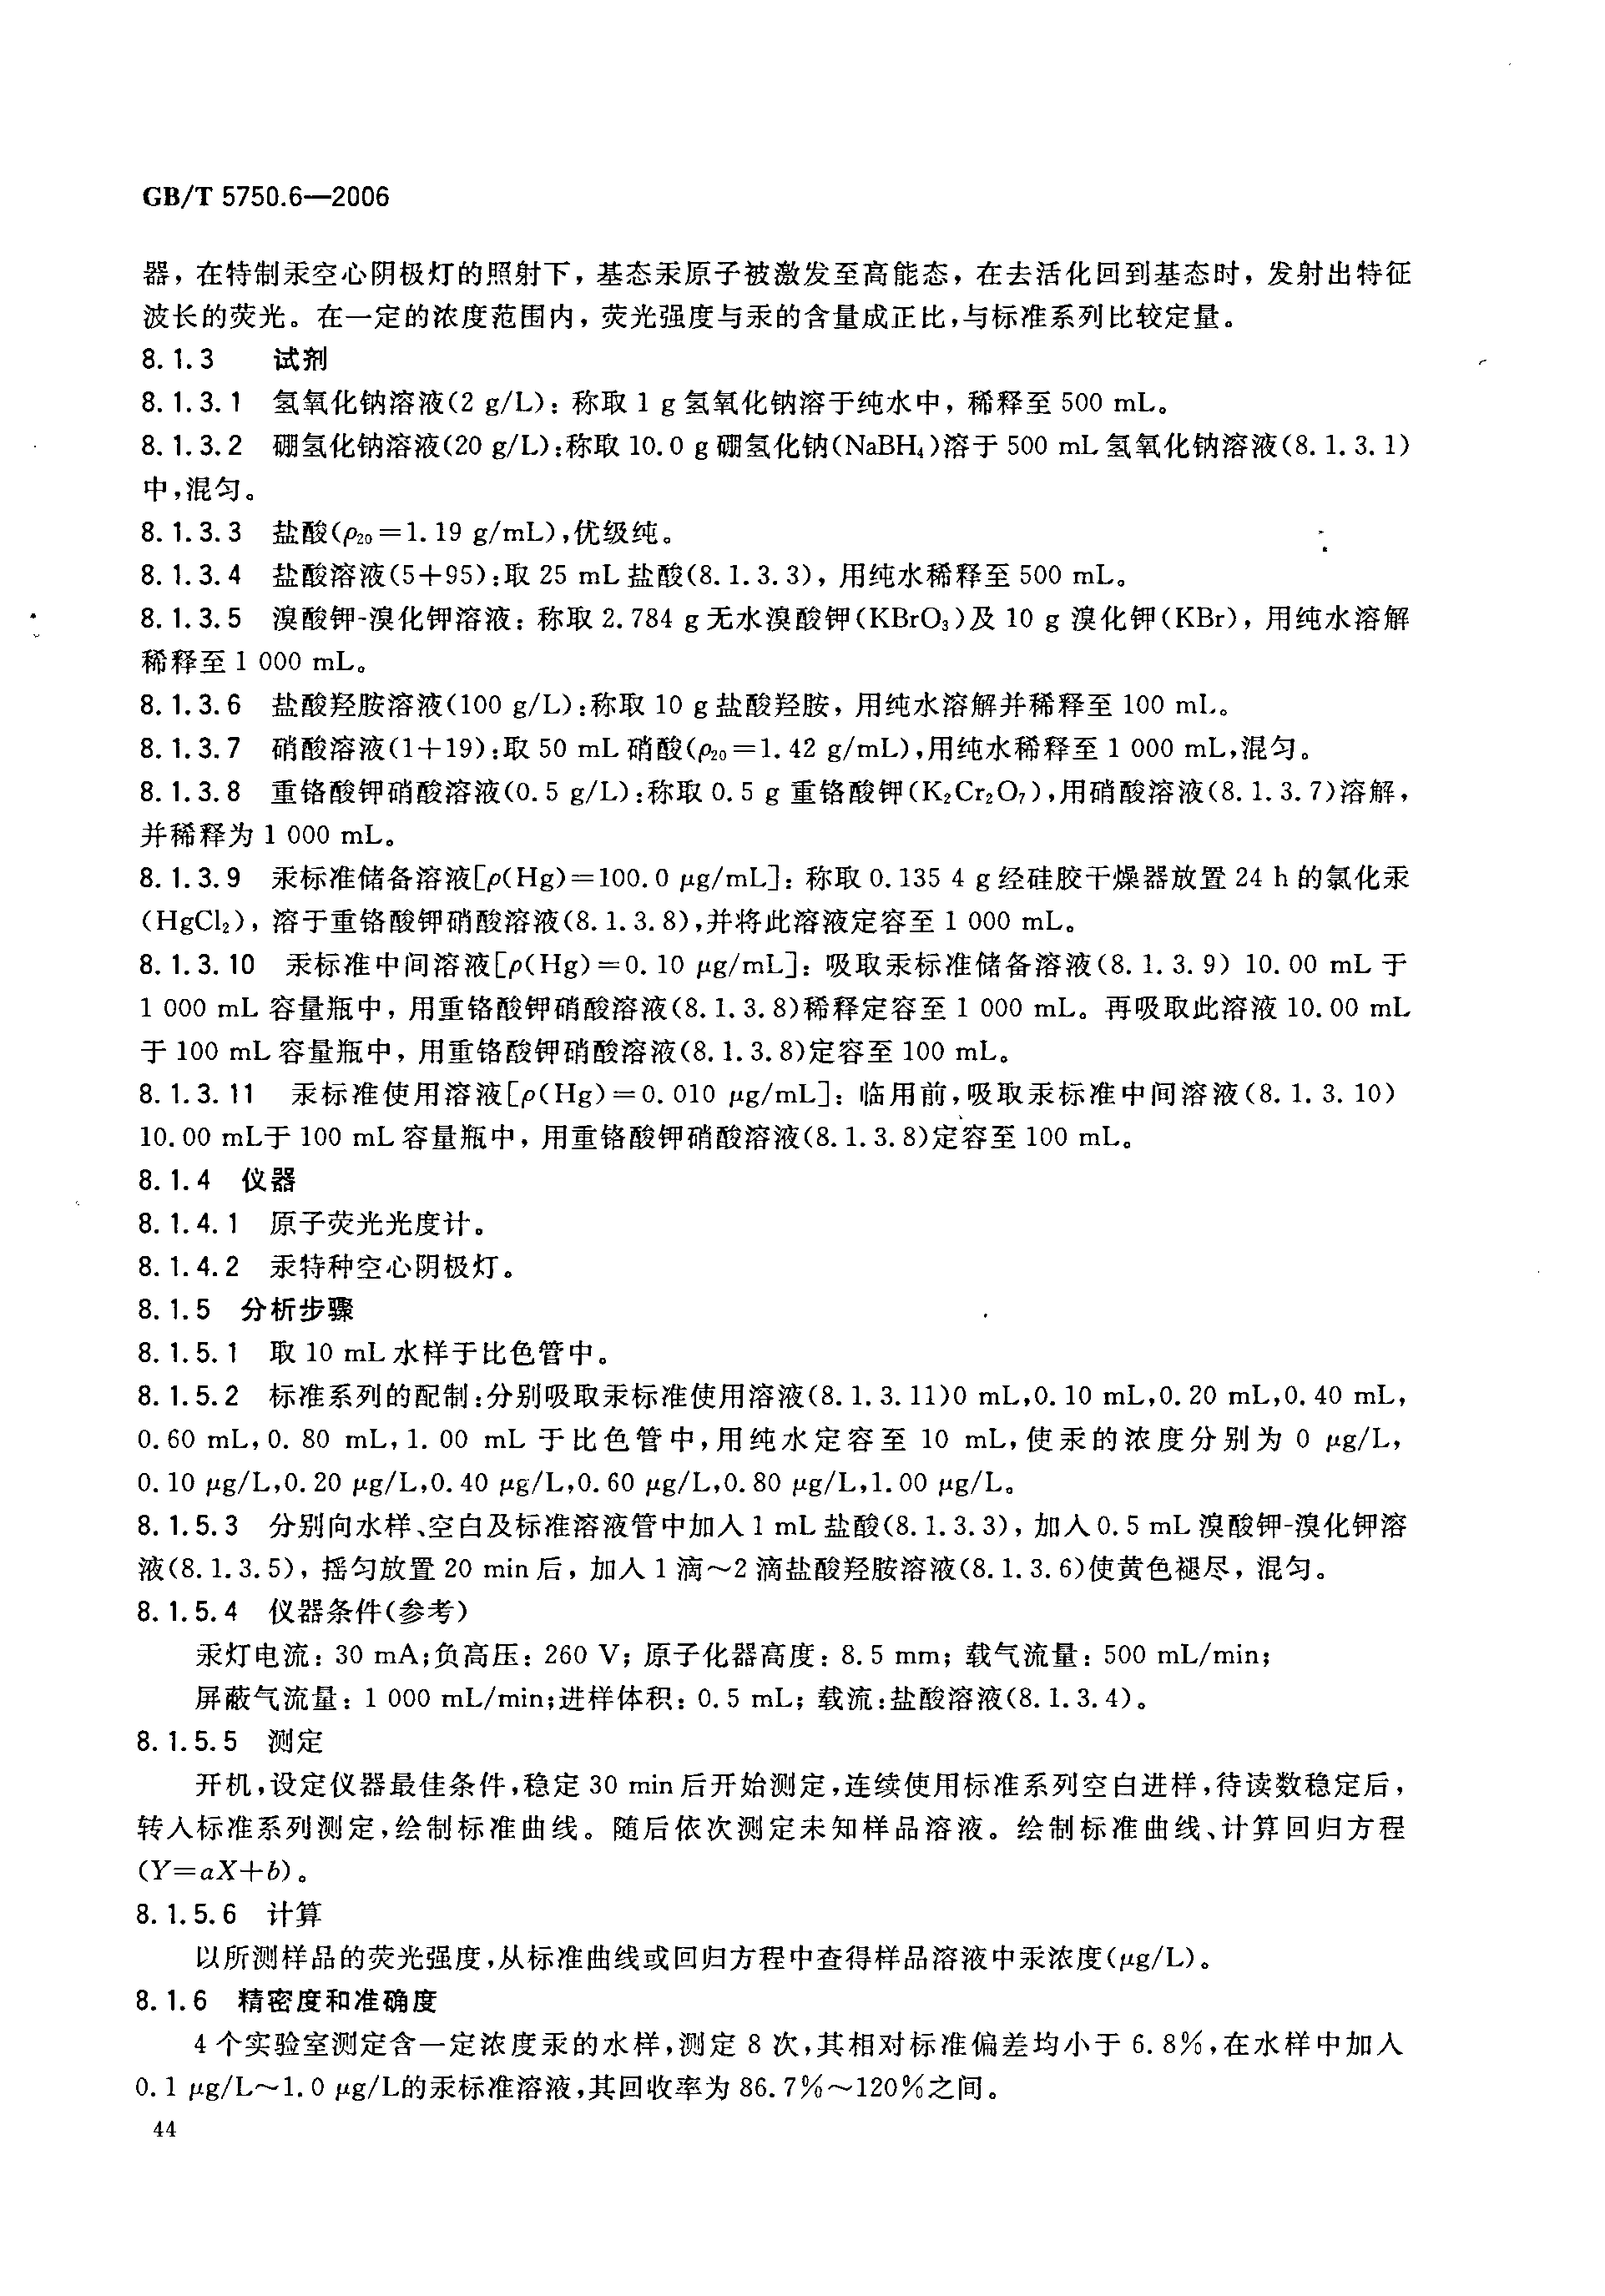 GB/T 5750.6—2006
器，在特制汞空心阴极灯的照射下，基态汞原子被激发至高能态，在去活化回到基态时，发射出特征
波长的荧光。在一定的浓度范围内，荧光强度与汞的含量成正比，与标准系列比较定量。
8.1.3 试剂
8.1.3.1 氢氧化钠溶液(2 g/L)：称取 1 g 氢氧化钠溶于纯水中，稀释至 500 mL。
8.1.3.2 硼氢化钠溶液(20 g/L)：称取 10.0 g 硼氢化钠(NaBH₄)溶于 500 mL 氢氧化钠溶液(8.1.3.1)
中，混匀。
8.1.3.3 盐酸(ρ₂₀=1.19 g/mL)，优级纯。
8.1.3.4 盐酸溶液(5+95)：取 25 mL 盐酸(8.1.3.3)，用纯水稀释至 500 mL。
8.1.3.5 溴酸钾-溴化钾溶液：称取 2.784 g 无水溴酸钾(KBrO₃)及 10 g 溴化钾(KBr)，用纯水溶解
稀释至 1 000 mL。
8.1.3.6 盐酸羟胺溶液(100 g/L)：称取 10 g 盐酸羟胺，用纯水溶解并稀释至 100 mL。
8.1.3.7 硝酸溶液(1+19)：取 50 mL 硝酸(ρ₂₀=1.42 g/mL)，用纯水稀释至 1 000 mL，混匀。
8.1.3.8 重铬酸钾硝酸溶液(0.5 g/L)：称取 0.5 g 重铬酸钾(K₂Cr₂O₇)，用硝酸溶液(8.1.3.7)溶解，
并稀释为 1 000 mL。
8.1.3.9 汞标准储备溶液[ρ(Hg)=100.0 μg/mL]：称取 0.135 4 g 经硅胶干燥器放置 24 h 的氯化汞
(HgCl₂)，溶于重铬酸钾硝酸溶液(8.1.3.8)，并将此溶液定容至 1 000 mL。
8.1.3.10 汞标准中间溶液[ρ(Hg)=0.10 μg/mL]：吸取汞标准储备溶液(8.1.3.9) 10.00 mL 于
1 000 mL 容量瓶中，用重铬酸钾硝酸溶液(8.1.3.8)稀释定容至 1 000 mL。再吸取此溶液 10.00 mL
于 100 mL 容量瓶中，用重铬酸钾硝酸溶液(8.1.3.8)定容至 100 mL。
8.1.3.11 汞标准使用溶液[ρ(Hg)=0.010 μg/mL]：临用前，吸取汞标准中间溶液(8.1.3.10)
10.00 mL于 100 mL 容量瓶中，用重铬酸钾硝酸溶液(8.1.3.8)定容至 100 mL。
8.1.4 仪器
8.1.4.1 原子荧光光度计。
8.1.4.2 汞特种空心阴极灯。
8.1.5 分析步骤
8.1.5.1 取 10 mL 水样于比色管中。
8.1.5.2 标准系列的配制：分别吸取汞标准使用溶液(8.1.3.11)0 mL，0.10 mL，0.20 mL，0.40 mL，
0.60 mL，0.80 mL，1.00 mL 于比色管中，用纯水定容至 10 mL，使汞的浓度分别为 0 μg/L，
0.10 μg/L，0.20 μg/L，0.40 μg/L，0.60 μg/L，0.80 μg/L，1.00 μg/L。
8.1.5.3 分别向水样、空白及标准溶液管中加入 1 mL 盐酸(8.1.3.3)，加入 0.5 mL 溴酸钾-溴化钾溶
液(8.1.3.5)，摇匀放置 20 min 后，加入 1 滴～2 滴盐酸羟胺溶液(8.1.3.6)使黄色褪尽，混匀。
8.1.5.4 仪器条件(参考)
汞灯电流：30 mA；负高压：260 V；原子化器高度：8.5 mm；载气流量：500 mL/min；
屏蔽气流量：1 000 mL/min；进样体积：0.5 mL；载流：盐酸溶液(8.1.3.4)。
8.1.5.5 测定
开机，设定仪器最佳条件，稳定 30 min 后开始测定，连续使用标准系列空白进样，待读数稳定后，
转入标准系列测定，绘制标准曲线。随后依次测定未知样品溶液。绘制标准曲线、计算回归方程
(Y=aX+b)。
8.1.5.6 计算
以所测样品的荧光强度，从标准曲线或回归方程中查得样品溶液中汞浓度(μg/L)。
8.1.6 精密度和准确度
4 个实验室测定含一定浓度汞的水样，测定 8 次，其相对标准偏差均小于 6.8%，在水样中加入
0.1 μg/L～1.0 μg/L的汞标准溶液，其回收率为 86.7%～120%之间。
44